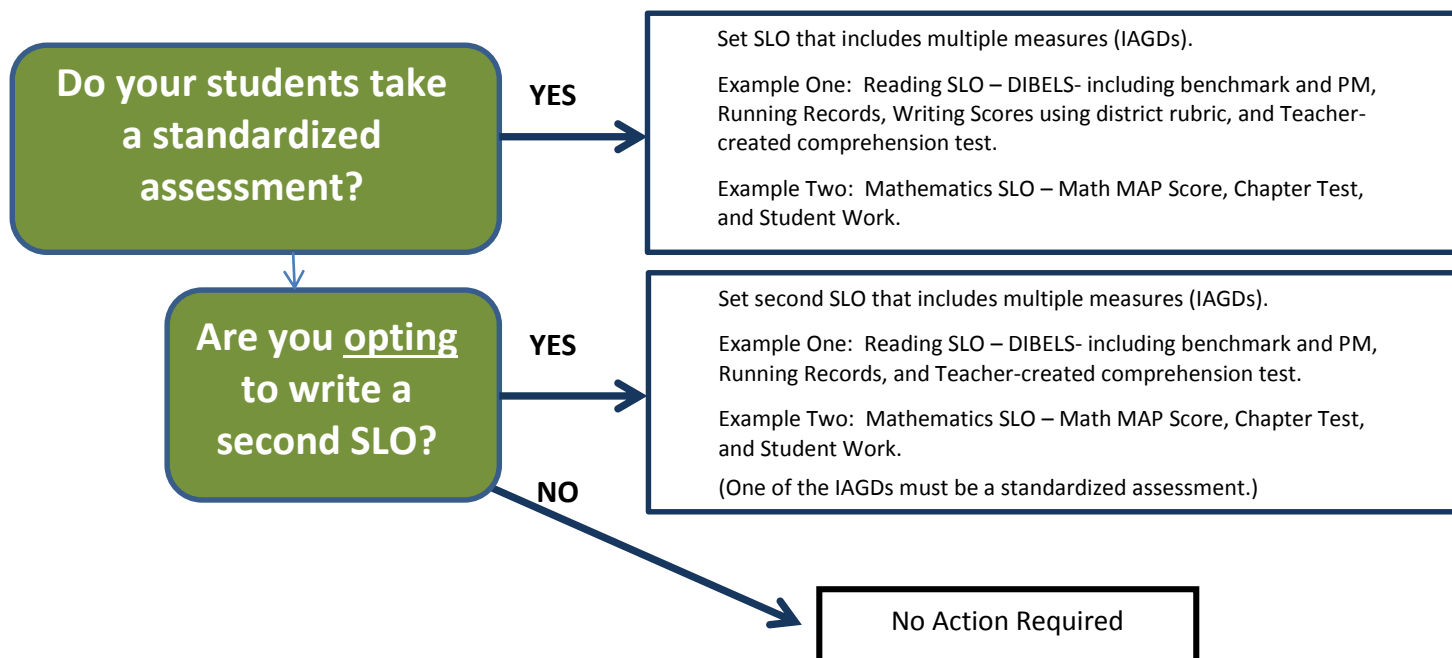 Do your students take
a standardized
assessment?
YES
Set SLO that includes multiple measures (IAGDs).
Example One:  Reading SLO – DIBELS- including benchmark and PM,
Running Records, Writing Scores using district rubric, and Teacher-
created comprehension test.
Example Two:  Mathematics SLO – Math MAP Score, Chapter Test,
and Student Work.
Are you opting
to write a
second SLO?
YES
Set second SLO that includes multiple measures (IAGDs).
Example One:  Reading SLO – DIBELS- including benchmark and PM,
Running Records, and Teacher-created comprehension test.
Example Two:  Mathematics SLO – Math MAP Score, Chapter Test,
and Student Work.
(One of the IAGDs must be a standardized assessment.)
NO
No Action Required